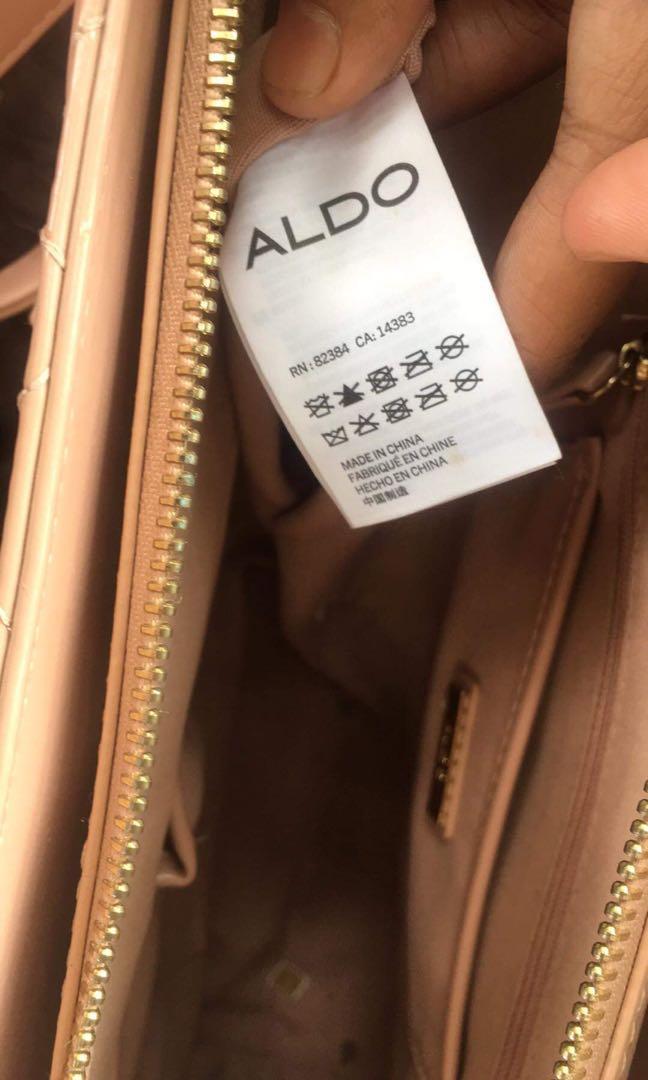 ALDO
RN: 82384 CA: 14383
MADE IN CHINA
FABRIQUÉ EN CHINE
HECHO EN CHINA
中国制造